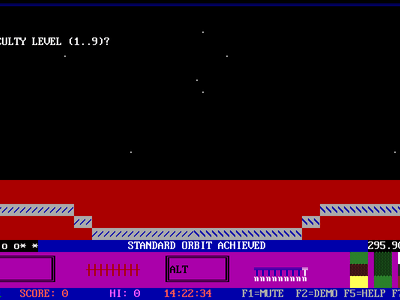 CULTY LEVEL (1..9)?
o o* * STANDARD ORBIT ACHIEVED 295.90
ALT
T
SCORE: 0 HI: 0 14:22:34 F1=MUTE F2=DEMO F5=HELP F7